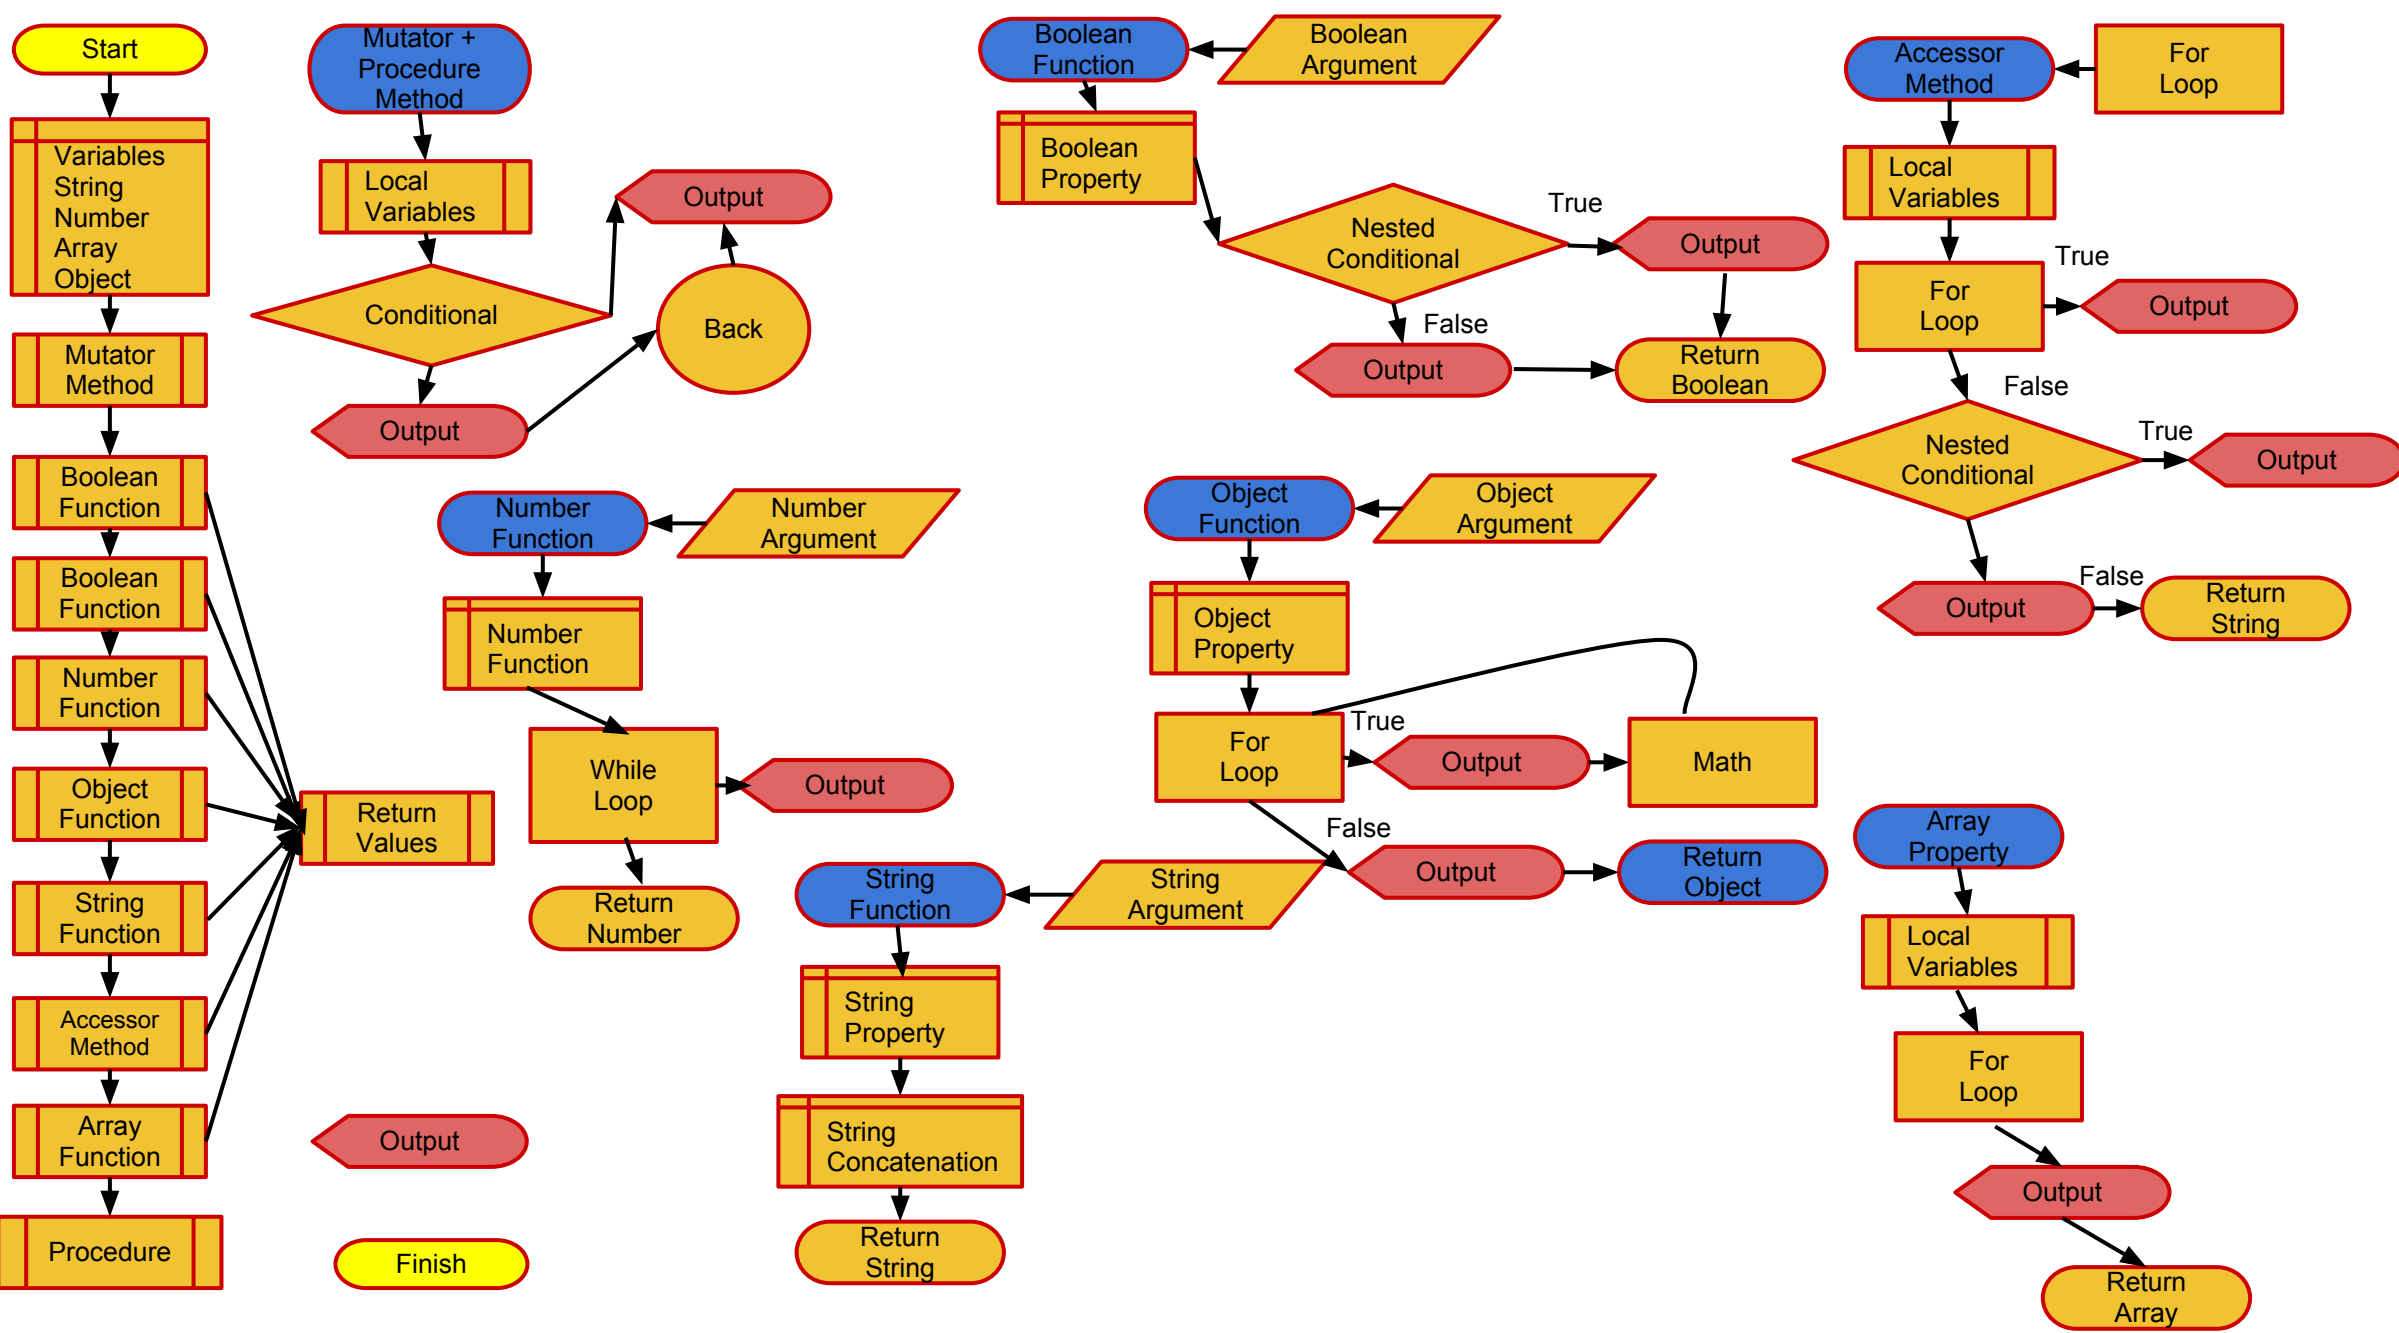 Start
Variables
String
Number
Array
Object
Mutator
Method
Boolean
Function
Boolean
Function
Number
Function
Object
Function
String
Function
Accessor
Method
Array
Function
Procedure
Return
Values
Output
Finish
Mutator +
Procedure
Method
Local
Variables
Conditional
Output
Back
Output
Number
Function
Number
Argument
Number
Function
While
Loop
Output
Return
Number
Boolean
Function
Boolean
Argument
Boolean
Property
Nested
Conditional
True
Output
False
Output
Return
Boolean
Object
Function
Object
Argument
Object
Property
For
Loop
True
Output
Math
False
Output
Return
Object
String
Function
String
Argument
String
Property
String
Concatenation
Return
String
Accessor
Method
For
Loop
Local
Variables
For
Loop
True
Output
False
Nested
Conditional
True
Output
Output
False
Return
String
Array
Property
Local
Variables
For
Loop
Output
Return
Array